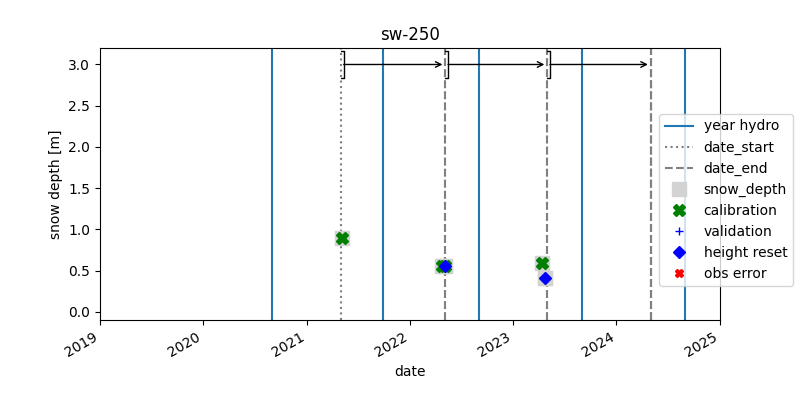 sw-250
snow depth [m]
3.0
2.5
2.0
1.5
1.0
0.5
0.0
2019
2020
2021
2022
2023
2024
2025
date
year hydro
date_start
date_end
snow_depth
calibration
validation
height reset
obs error